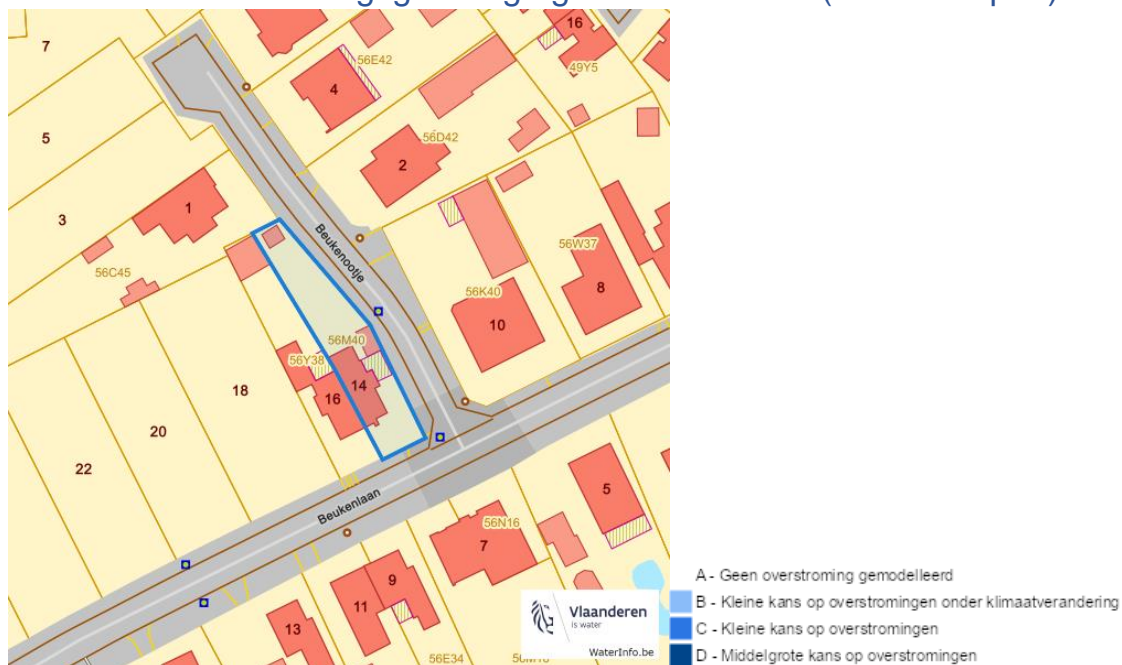 7
56E42
16
49Y5
4
5
56D42
2
1
3
Beukenootje
56W37
56C45
56K40
8
10
56M40
56Y38
14
18
16
20
22
5
Beukenlaan
56N16
7
9
11
13
56E34
Vlaanderen
is water
WaterInfo.be
A - Geen overstroming gemodelleerd
B - Kleine kans op overstromingen onder klimaatverandering
C - Kleine kans op overstromingen
D - Middelgrote kans op overstromingen